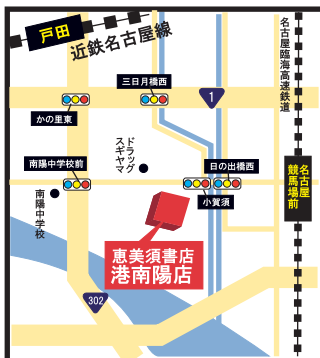 戸田
近鉄名古屋線
名古屋臨海高速鉄道
三日月橋西
1
かの里東
ドラッグ
スギヤマ
南陽中学校前
日の出橋西
名古屋
競馬場前
南陽中学校
小賀須
恵美須書店
港南陽店
302